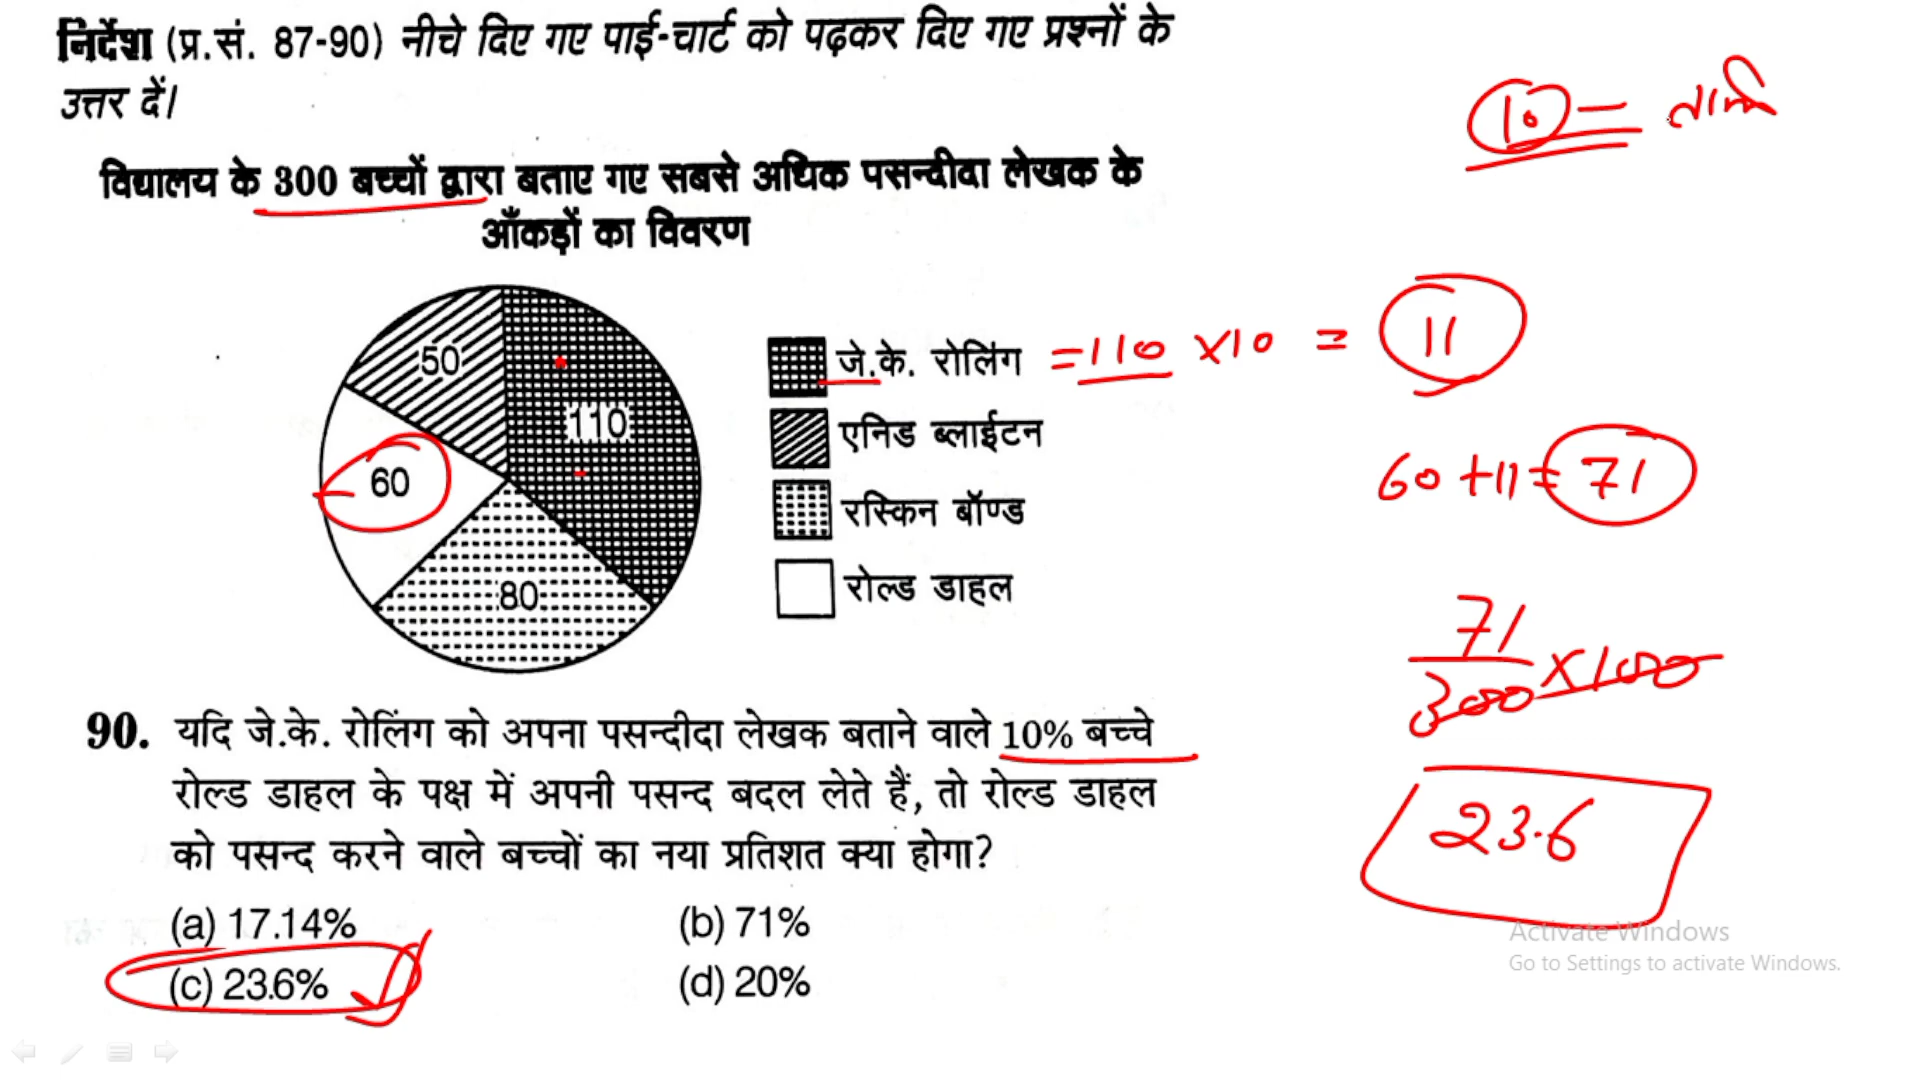 निर्देश (प्र.सं. 87-90) नीचे दिए गए पाई-चार्ट को पढ़कर दिए गए प्रश्नों के
उत्तर दें।
विद्यालय के 300 बच्चों द्वारा बताए गए सबसे अधिक पसन्दीदा लेखक के
आँकड़ों का विवरण
50
110
60
80
जे.के. रोलिंग =110 ×10 = 11
एनिड ब्लाईटन
रस्किन बॉण्ड
रोल्ड डाहल
10 =
60 +11= 71
71
300 ×100
23.6
90. यदि जे.के. रोलिंग को अपना पसन्दीदा लेखक बताने वाले 10% बच्चे
रोल्ड डाहल के पक्ष में अपनी पसन्द बदल लेते हैं, तो रोल्ड डाहल
को पसन्द करने वाले बच्चों का नया प्रतिशत क्या होगा?
(a) 17.14% (b) 71%
(c) 23.6% (d) 20%
Activate Windows
Go to Settings to activate Windows.